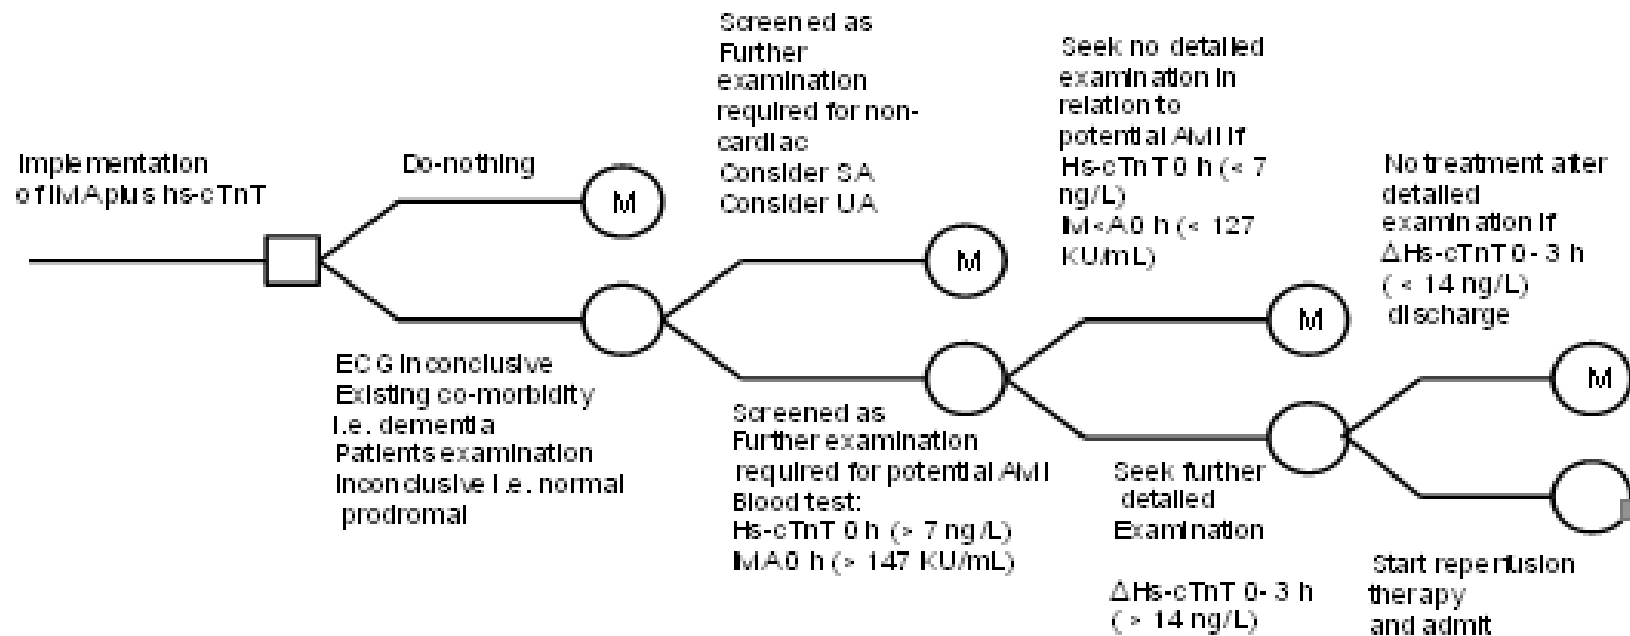 Implementation
of IMA plus hs-cTnT
Do-nothing
M
ECG inconclusive
Existing co-morbidity
i.e. dementia
Patients examination
inconclusive i.e. normal
prodromal
Screened as
Further
examination
required for non-
cardiac
Consider SA
Consider UA
M
Screened as
Further examination
required for potential AMI
Blood test:
Hs-cTnT 0 h (> 7 ng/L)
IMA0 h (> 147 KU/mL)
Seek no detailed
examination in
relation to
potential AMI if
Hs-cTnT 0 h (< 7
ng/L)
IM<A0 h (< 127
KU/mL)
M
Seek further
detailed
Examination
ΔHs-cTnT 0- 3 h
(> 14 ng/L)
No treatment after
detailed
examination if
ΔHs-cTnT 0- 3 h
( < 14 ng/L)
discharge
M
Start reperfusion
therapy
and admit